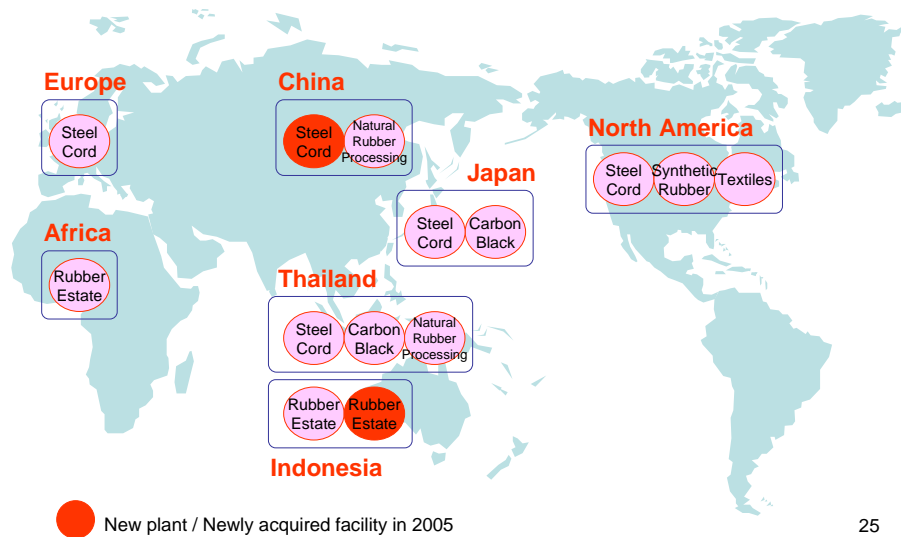 Europe
Steel
Cord
China
Steel
Cord
Natural
Rubber
Processing
North America
Steel
Cord
Synthetic
Rubber
Textiles
Japan
Steel
Cord
Carbon
Black
Africa
Rubber
Estate
Thailand
Steel
Cord
Carbon
Black
Natural
Rubber
Processing
Rubber
Estate
Rubber
Estate
Indonesia
New plant / Newly acquired facility in 2005
25